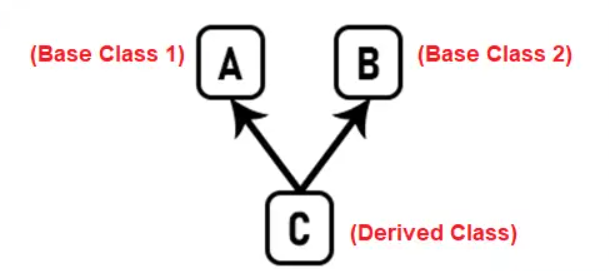 (Base Class 1) A B (Base Class 2)
C (Derived Class)